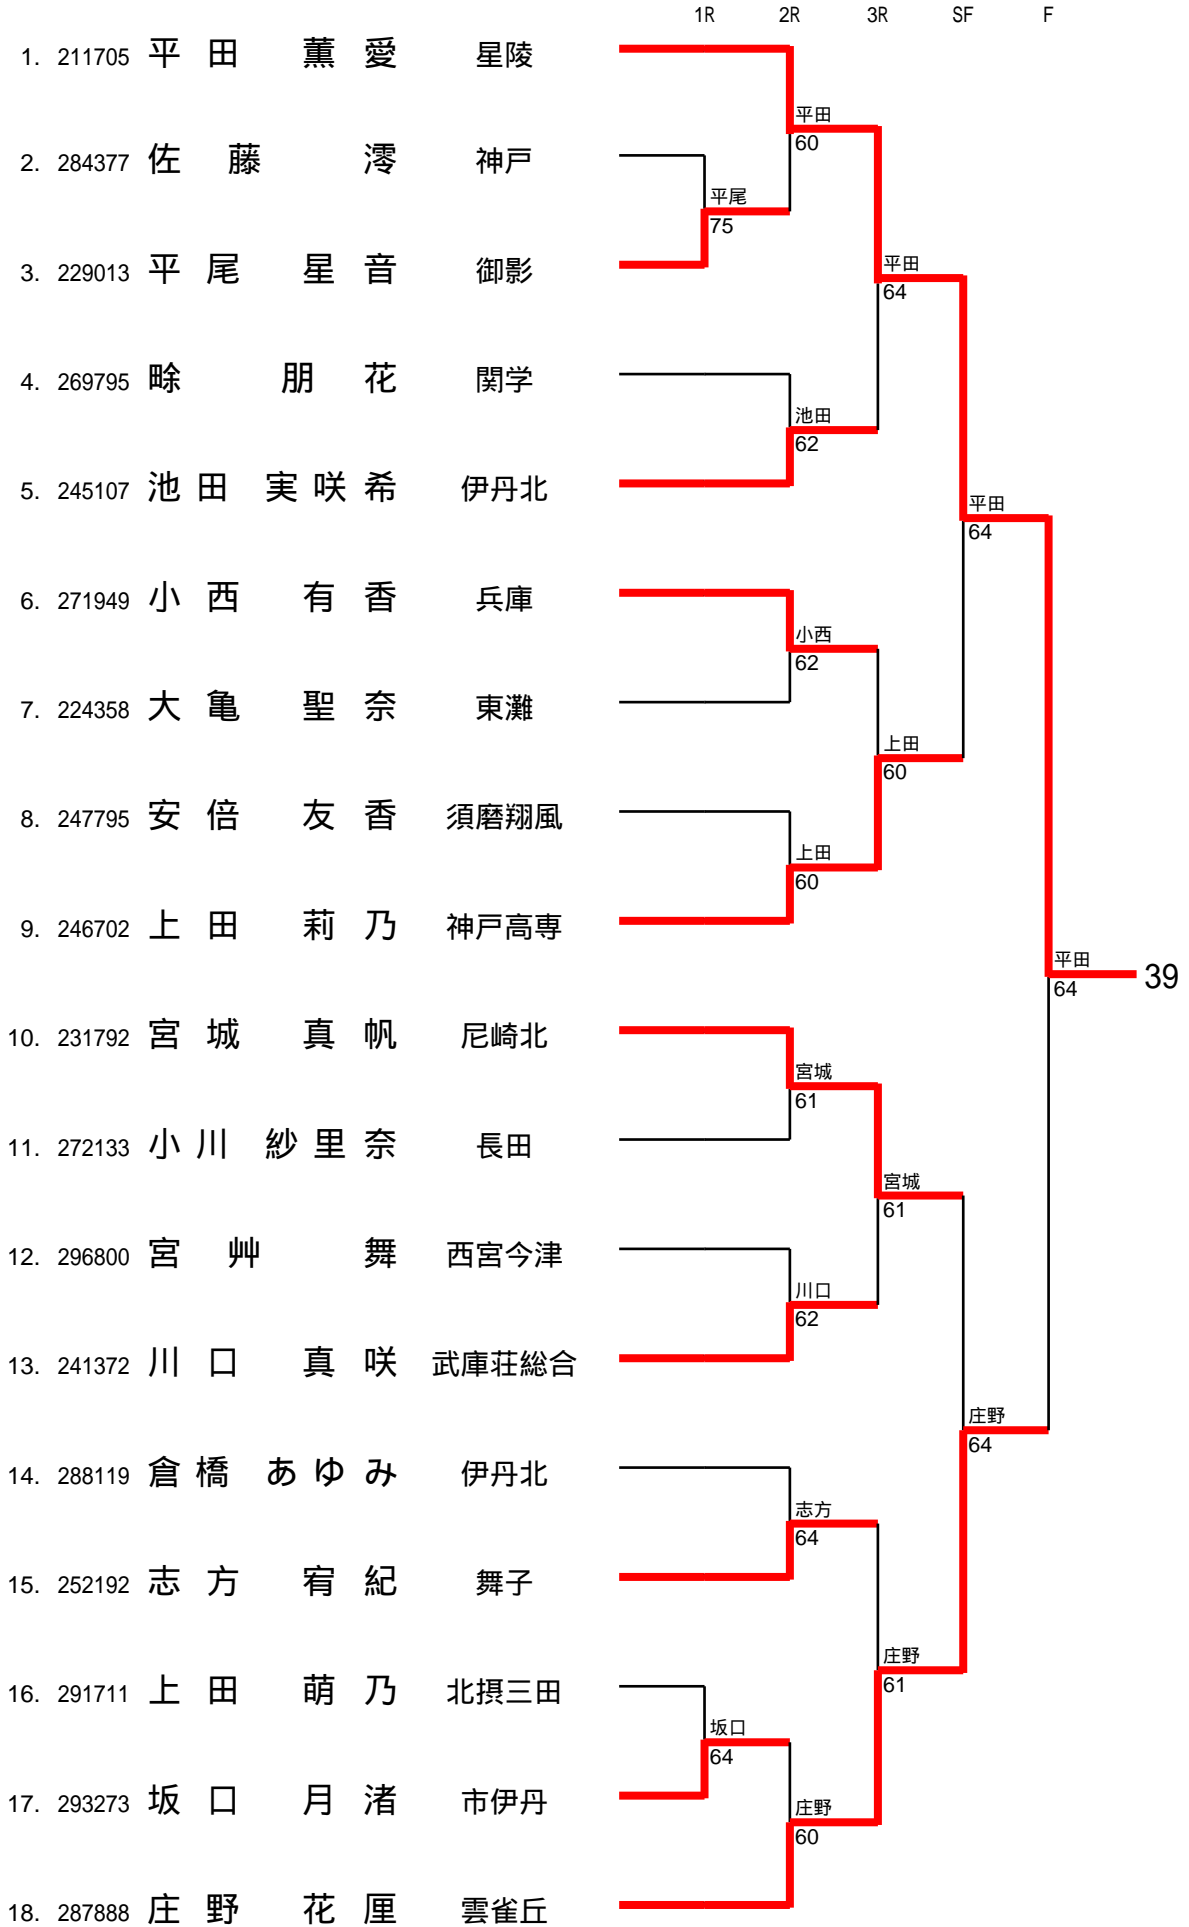 1R 2R 3R SF F
1. 211705 平田 薫愛 星陵
平田
60
2. 284377 佐藤 澪 神戸
平尾
75
3. 229013 平尾 星音 御影
平田
64
4. 269795 畭 朋花 関学
池田
62
5. 245107 池田 実咲希 伊丹北
平田
64
6. 271949 小西 有香 兵庫
小西
62
7. 224358 大亀 聖奈 東灘
上田
60
8. 247795 安倍 友香 須磨翔風
上田
60
9. 246702 上田 莉乃 神戸高専
平田
64
39
10. 231792 宮城 真帆 尼崎北
宮城
61
11. 272133 小川 紗里奈 長田
宮城
61
12. 296800 宮艸 舞 西宮今津
川口
62
13. 241372 川口 真咲 武庫荘総合
庄野
64
14. 288119 倉橋 あゆみ 伊丹北
志方
64
15. 252192 志方 宥紀 舞子
庄野
61
16. 291711 上田 萌乃 北摂三田
坂口
64
17. 293273 坂口 月渚 市伊丹
庄野
60
18. 287888 庄野 花厘 雲雀丘